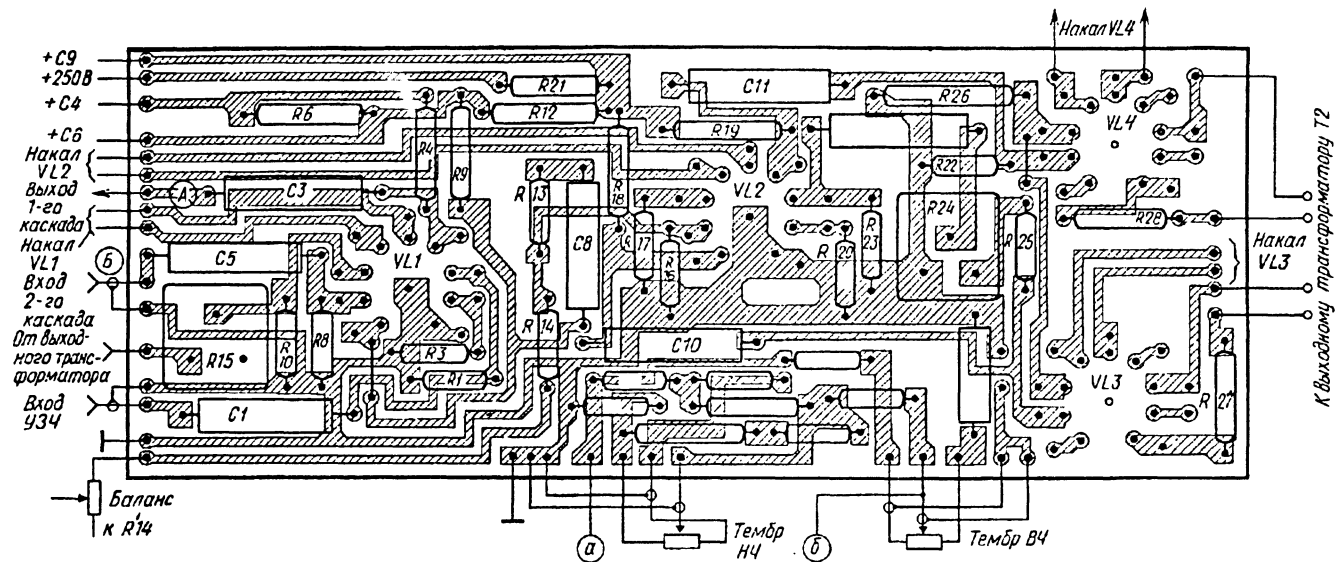 +C9
+250В
+C4
+C6
Накал
VL2
Выход
1-го
каскада
Накал
VL1
Б
Вход
2-го
каскада
От выход-
ного транс-
форматора
Вход
УЗЧ
Баланс
к R'14
А
R21
R6
R12
R4
R9
C3
C5
VL1
R15
R10
R8
R3
R1
C1
R13
R14
C8
R18
R17
R16
C11
R19
VL2
R20
R23
C10
R26
R22
R24
R25
Накал VL4
VL4
R28
Накал
VL3
VL3
R27
К выходному трансформатору Т2
а
Тембр
НЧ
б
Тембр ВЧ